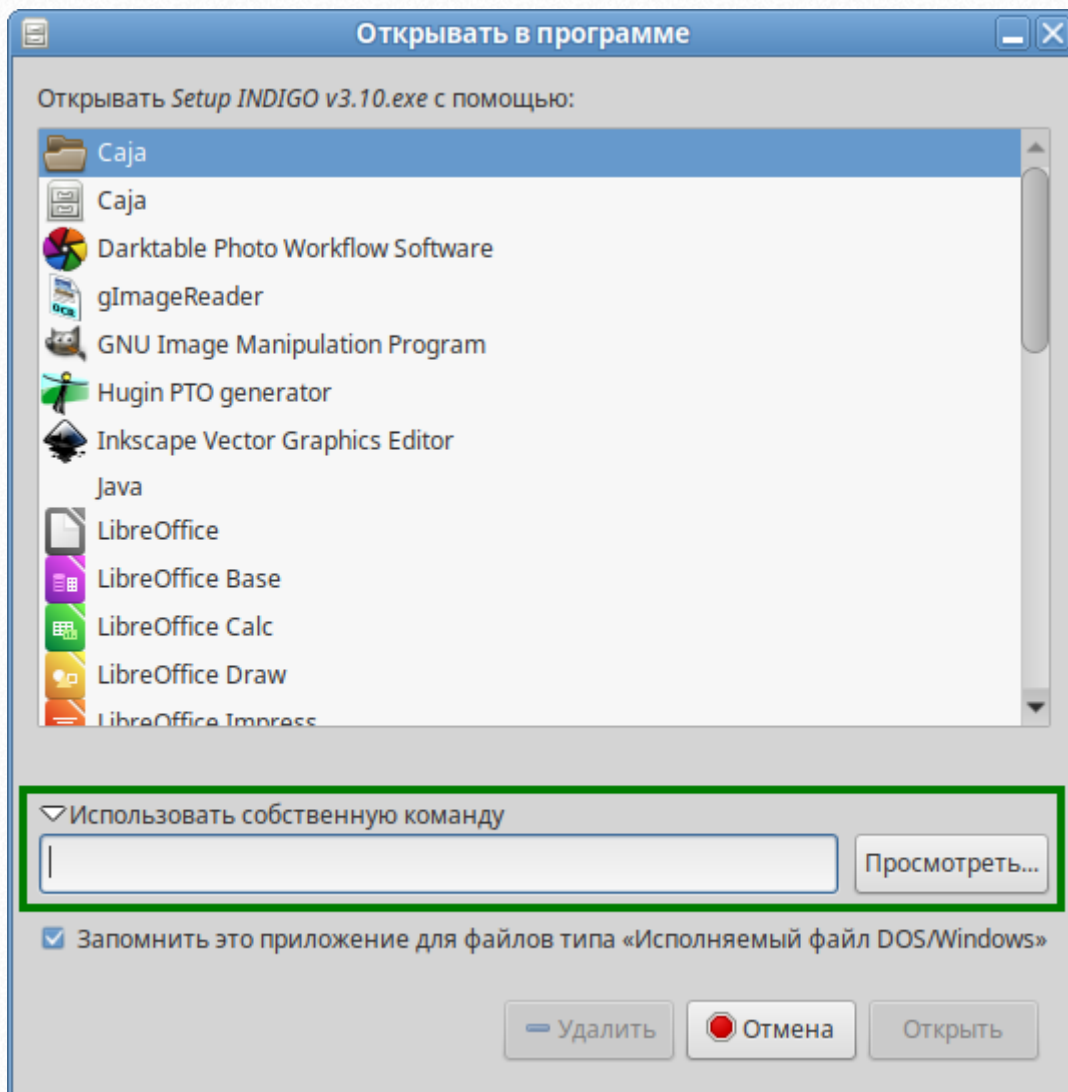 Открывать в программе
Открывать Setup INDIGO v3.10.exe с помощью:
Caja
Caja
Darktable Photo Workflow Software
gImageReader
GNU Image Manipulation Program
Hugin PTO generator
Inkscape Vector Graphics Editor
Java
LibreOffice
LibreOffice Base
LibreOffice Calc
LibreOffice Draw
LibreOffice Impress
Использовать собственную команду
Просмотреть...
Запомнить это приложение для файлов типа «Исполняемый файл DOS/Windows»
Удалить Отмена Открыть